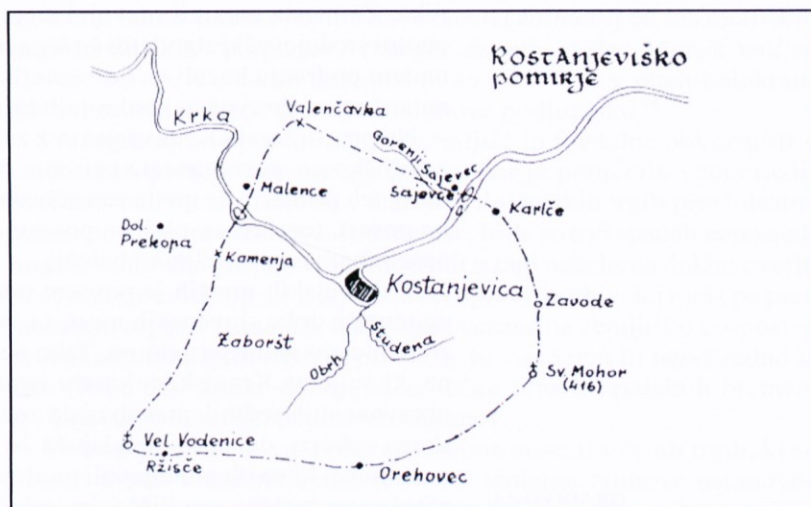 Kostanjeviško
pomirje
Krka
Valenčavka
Gorenji
Sajevec
Malence
Sajevce
Karlče
Dol.
Prekopa
Kamenja
Kostanjevica
Zavode
Žaboršt
Studena
Obrh
Sv. Mohor
(416)
Vel. Vodenice
Ržišče
Orehovec